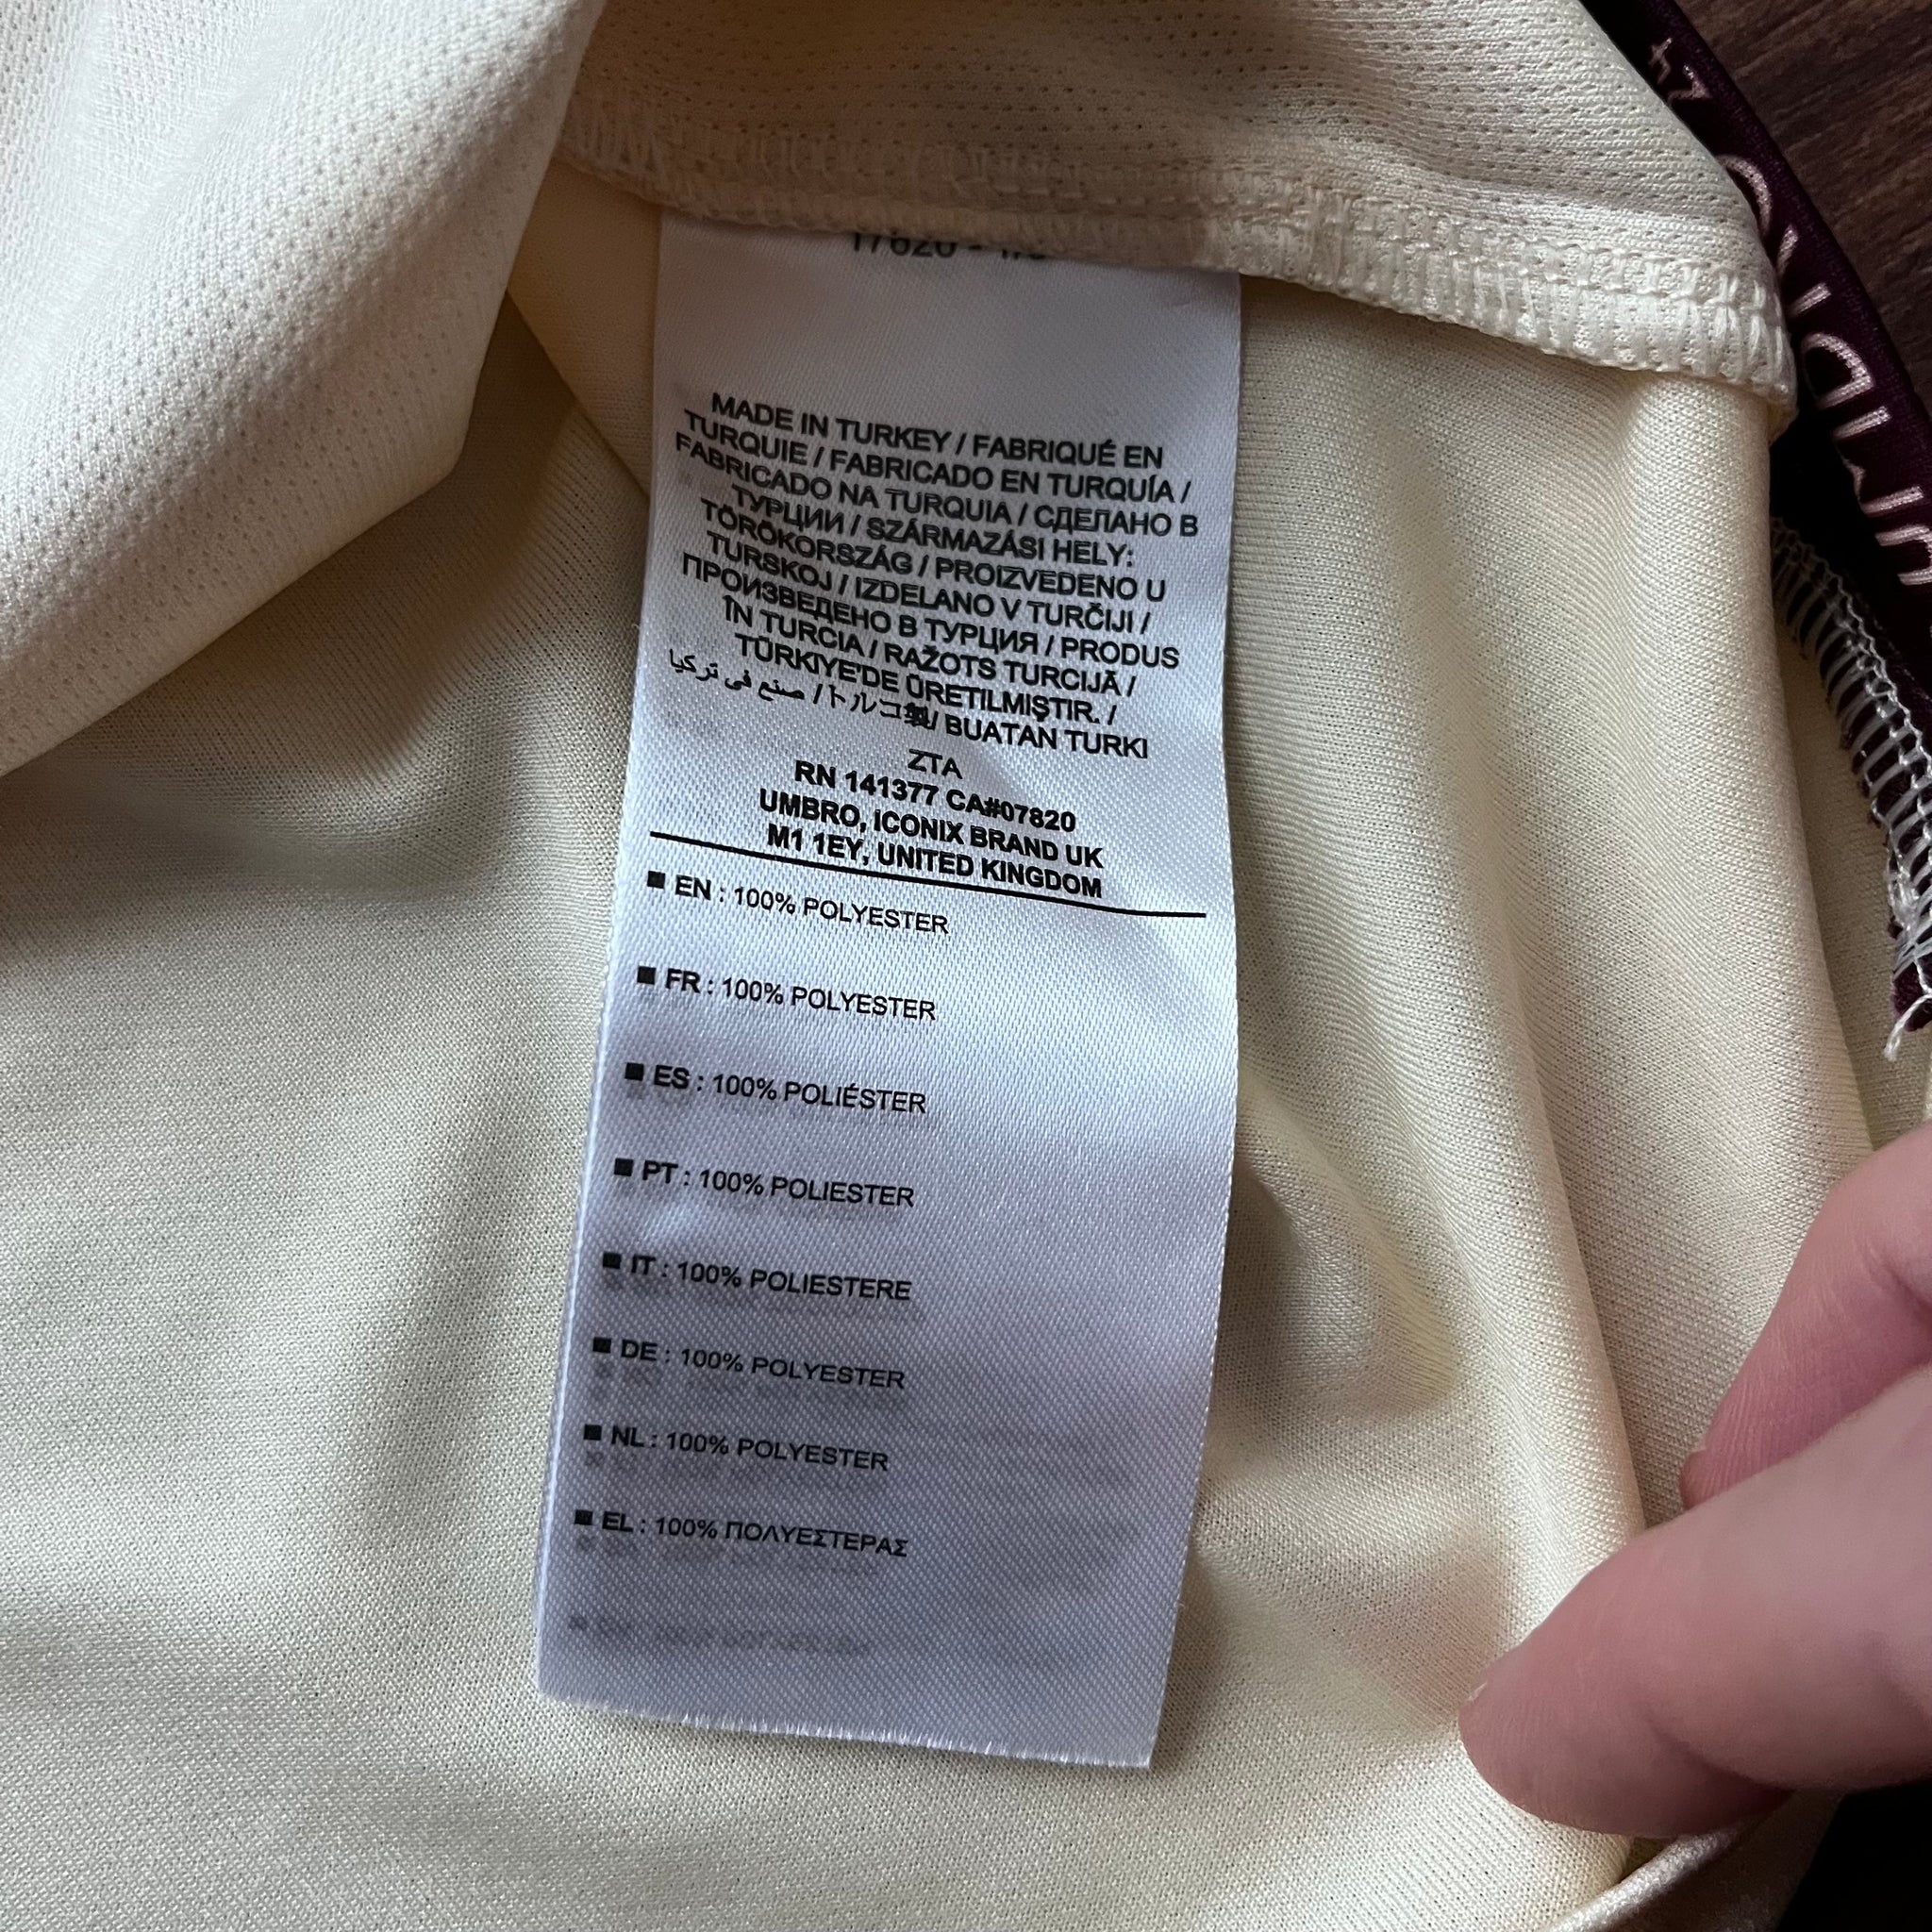 MADE IN TURKEY / FABRIQUÉ EN
TURQUIE / FABRICADO EN TURQUÍA /
FABRICADO NA TURQUIA / СДЕЛАНО В
ТУРЦИИ / SZÁRMAZÁSI HELY:
TÖRÖKORSZÁG / PROIZVEDENO U
TURSKOJ / IZDELANO V TURČIJI /
ПРОИЗВЕДЕНО В ТУРЦИЯ / PRODUS
ÎN TURCIA / RAŽOTS TURCIJĀ /
TÜRKIYE'DE ÜRETILMIŞTIR. /
صنع في تركيا / トルコ製/ BUATAN TURKI
ZTA
RN 141377 CA#07820
UMBRO, ICONIX BRAND UK
M1 1EY, UNITED KINGDOM
■ EN : 100% POLYESTER
■ FR : 100% POLYESTER
■ ES : 100% POLIÉSTER
■ PT : 100% POLIESTER
■ IT : 100% POLIESTERE
■ DE : 100% POLYESTER
■ NL : 100% POLYESTER
■ EL : 100% ΠΟΛΥΕΣΤΕΡΑΣ